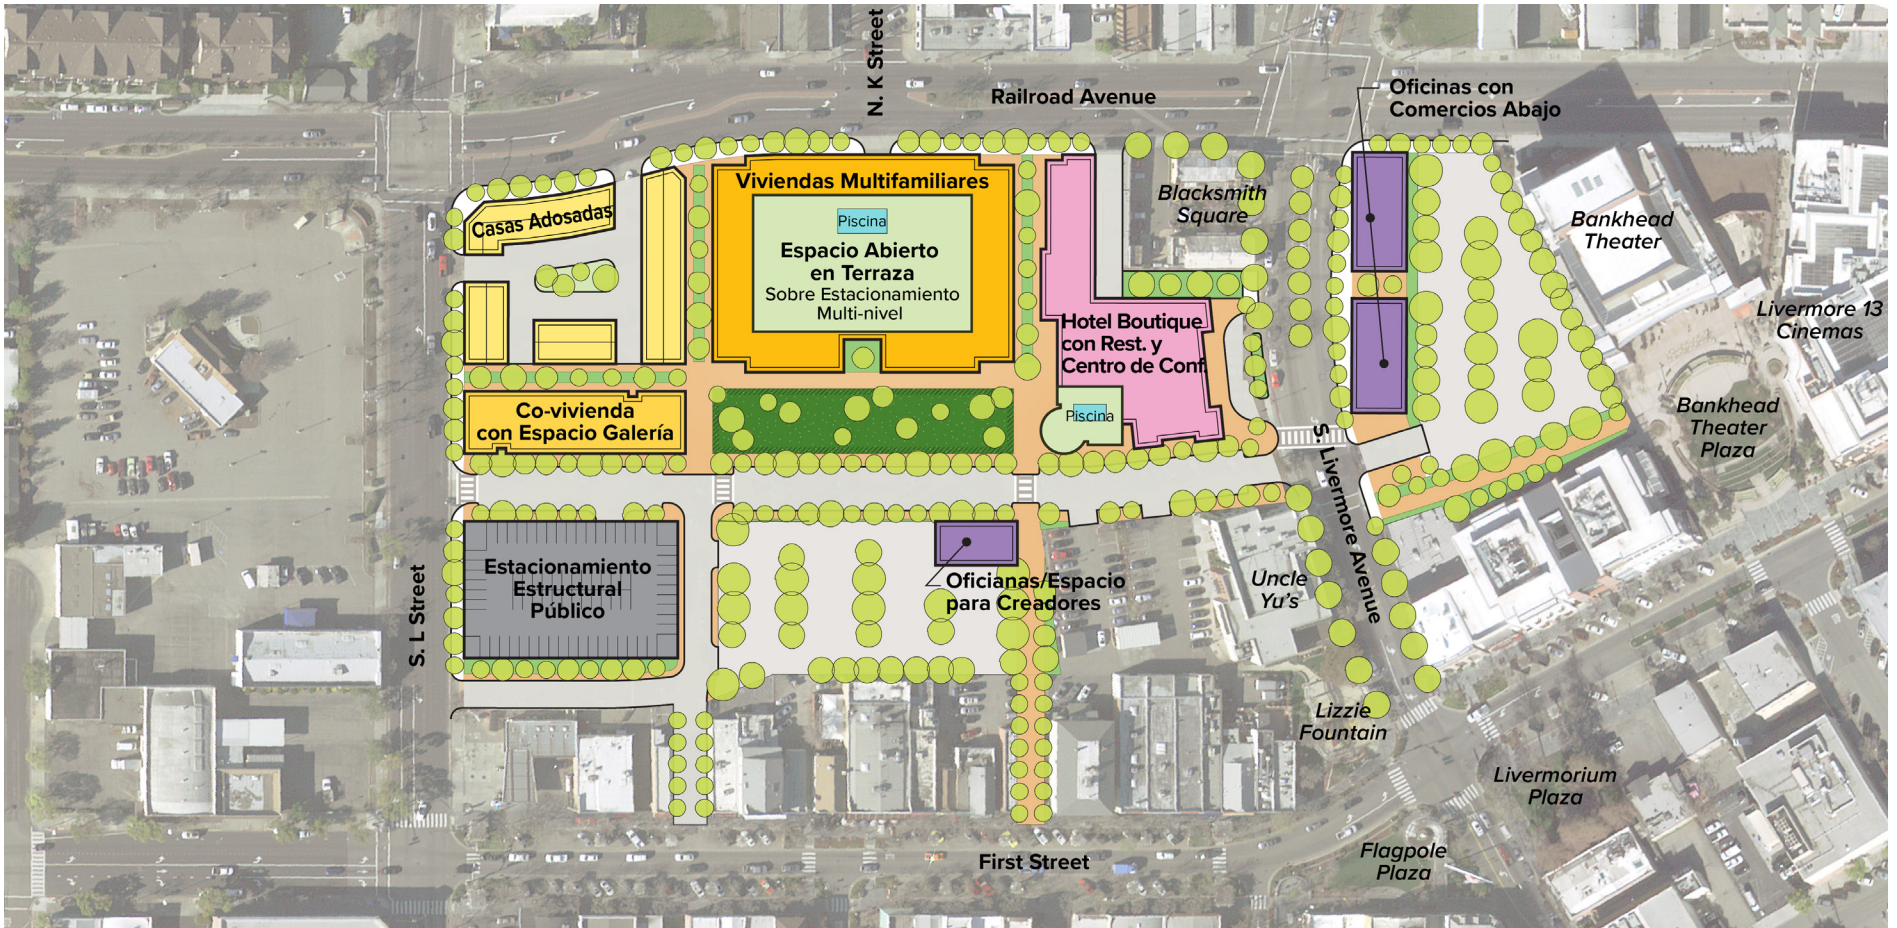 N. K Street
Railroad Avenue
Oficinas con
Comercios Abajo
Viviendas Multifamiliares
Casas Adosadas
Piscina
Espacio Abierto
en Terraza
Sobre Estacionamiento
Multi-nivel
Blacksmith
Square
Bankhead
Theater
Livermore 13
Cinemas
Hotel Boutique
con Rest. y
Centro de Conf.
Piscina
Co-vivienda
con Espacio Galería
Bankhead
Theater
Plaza
S. Livermore Avenue
Estacionamiento
Estructural
Público
Oficianas/Espacio
para Creadores
Uncle
Yu's
S. L Street
Lizzie
Fountain
Livermorium
Plaza
First Street
Flagpole
Plaza